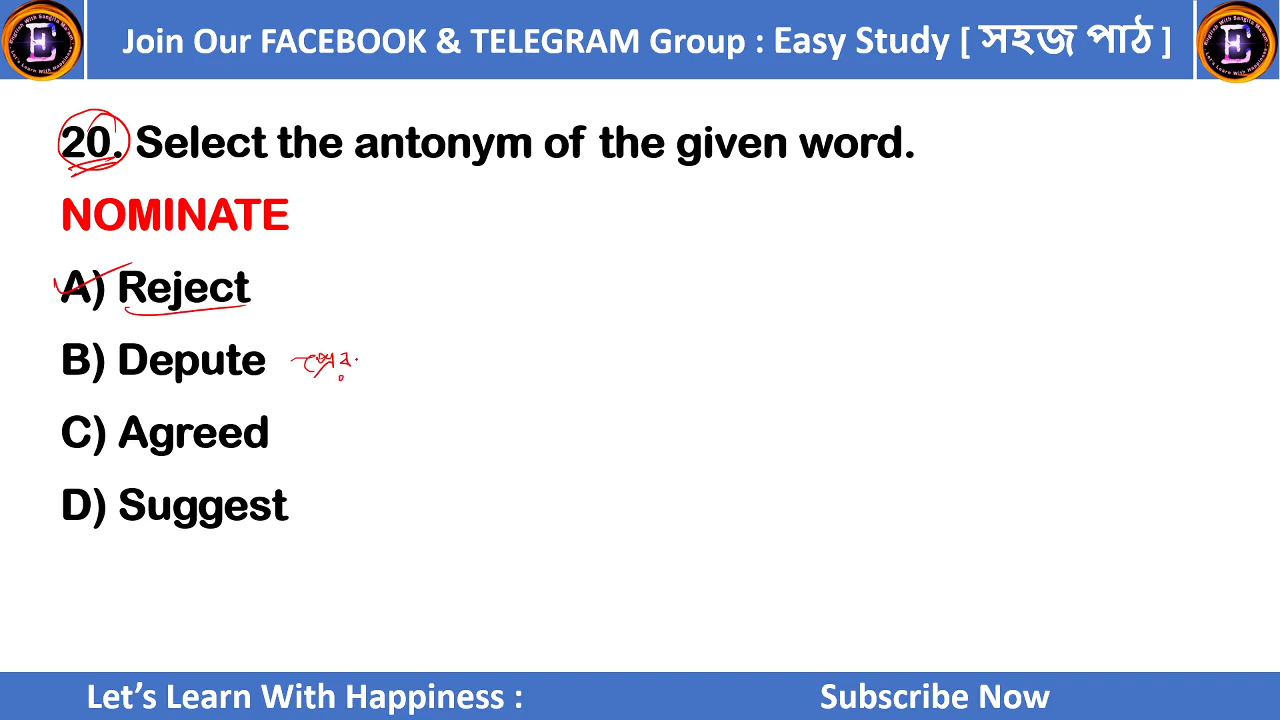 Join Our FACEBOOK & TELEGRAM Group : Easy Study [ সহজ পাঠ ]
20. Select the antonym of the given word.
NOMINATE
A) Reject
B) Depute
C) Agreed
D) Suggest
Let’s Learn With Happiness :
Subscribe Now